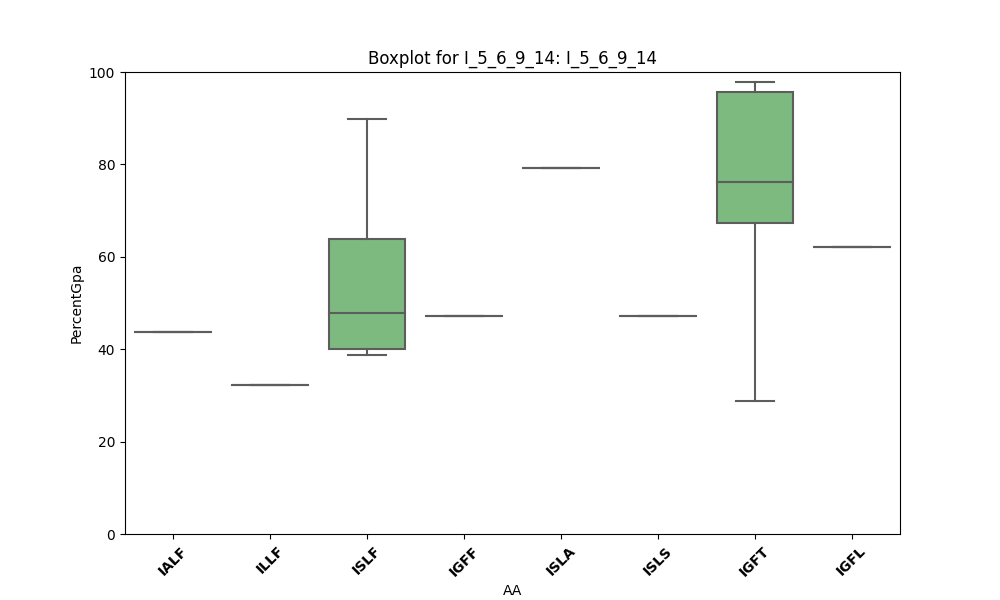 Boxplot for I_5_6_9_14: I_5_6_9_14
PercentGpa
100
80
60
40
20
0
IALF
ILLF
ISLF
IGFF
ISLA
ISLS
IGFT
IGFL
AA